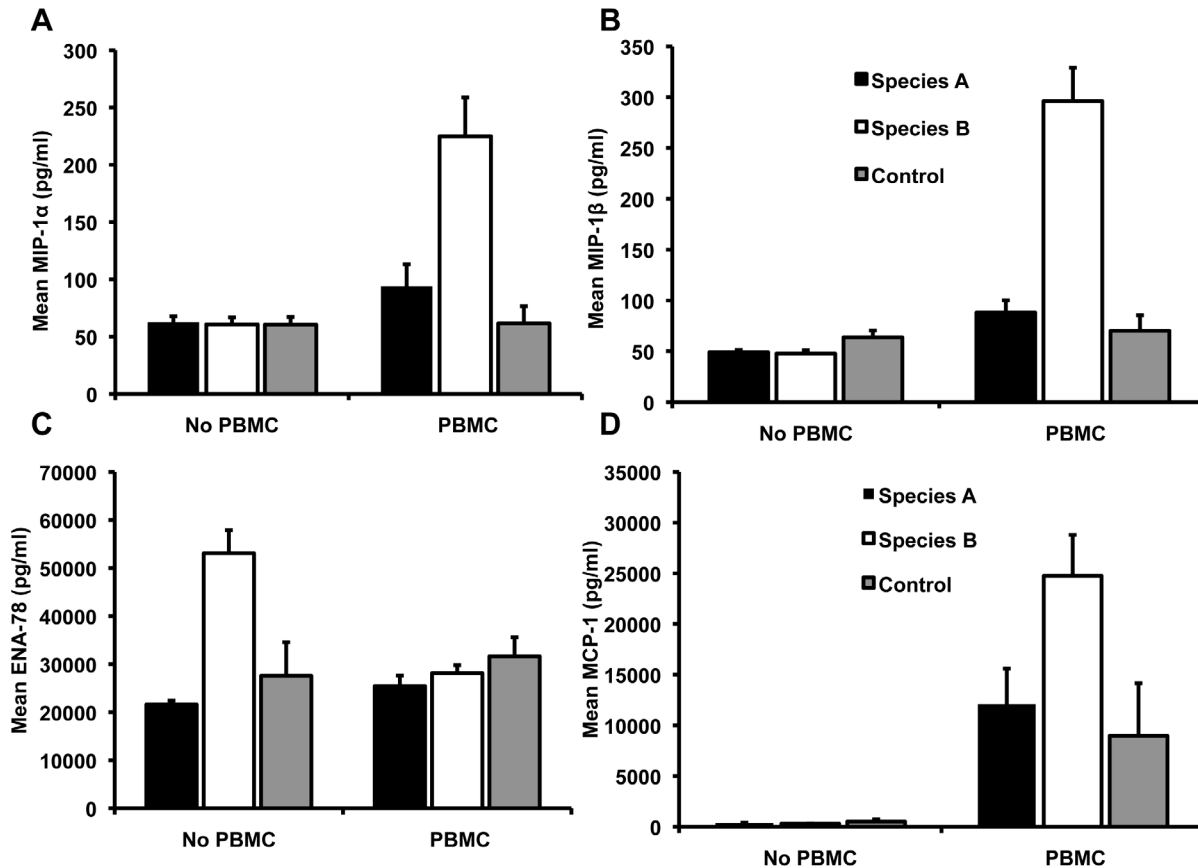 A
Mean MIP-1α (pg/ml)
300
250
200
150
100
50
0
No PBMC
PBMC
B
Mean MIP-1β (pg/ml)
350
300
250
200
150
100
50
0
Species A
Species B
Control
No PBMC
PBMC
C
Mean ENA-78 (pg/ml)
70000
60000
50000
40000
30000
20000
10000
0
No PBMC
PBMC
D
Mean MCP-1 (pg/ml)
35000
30000
25000
20000
15000
10000
5000
0
Species A
Species B
Control
No PBMC
PBMC